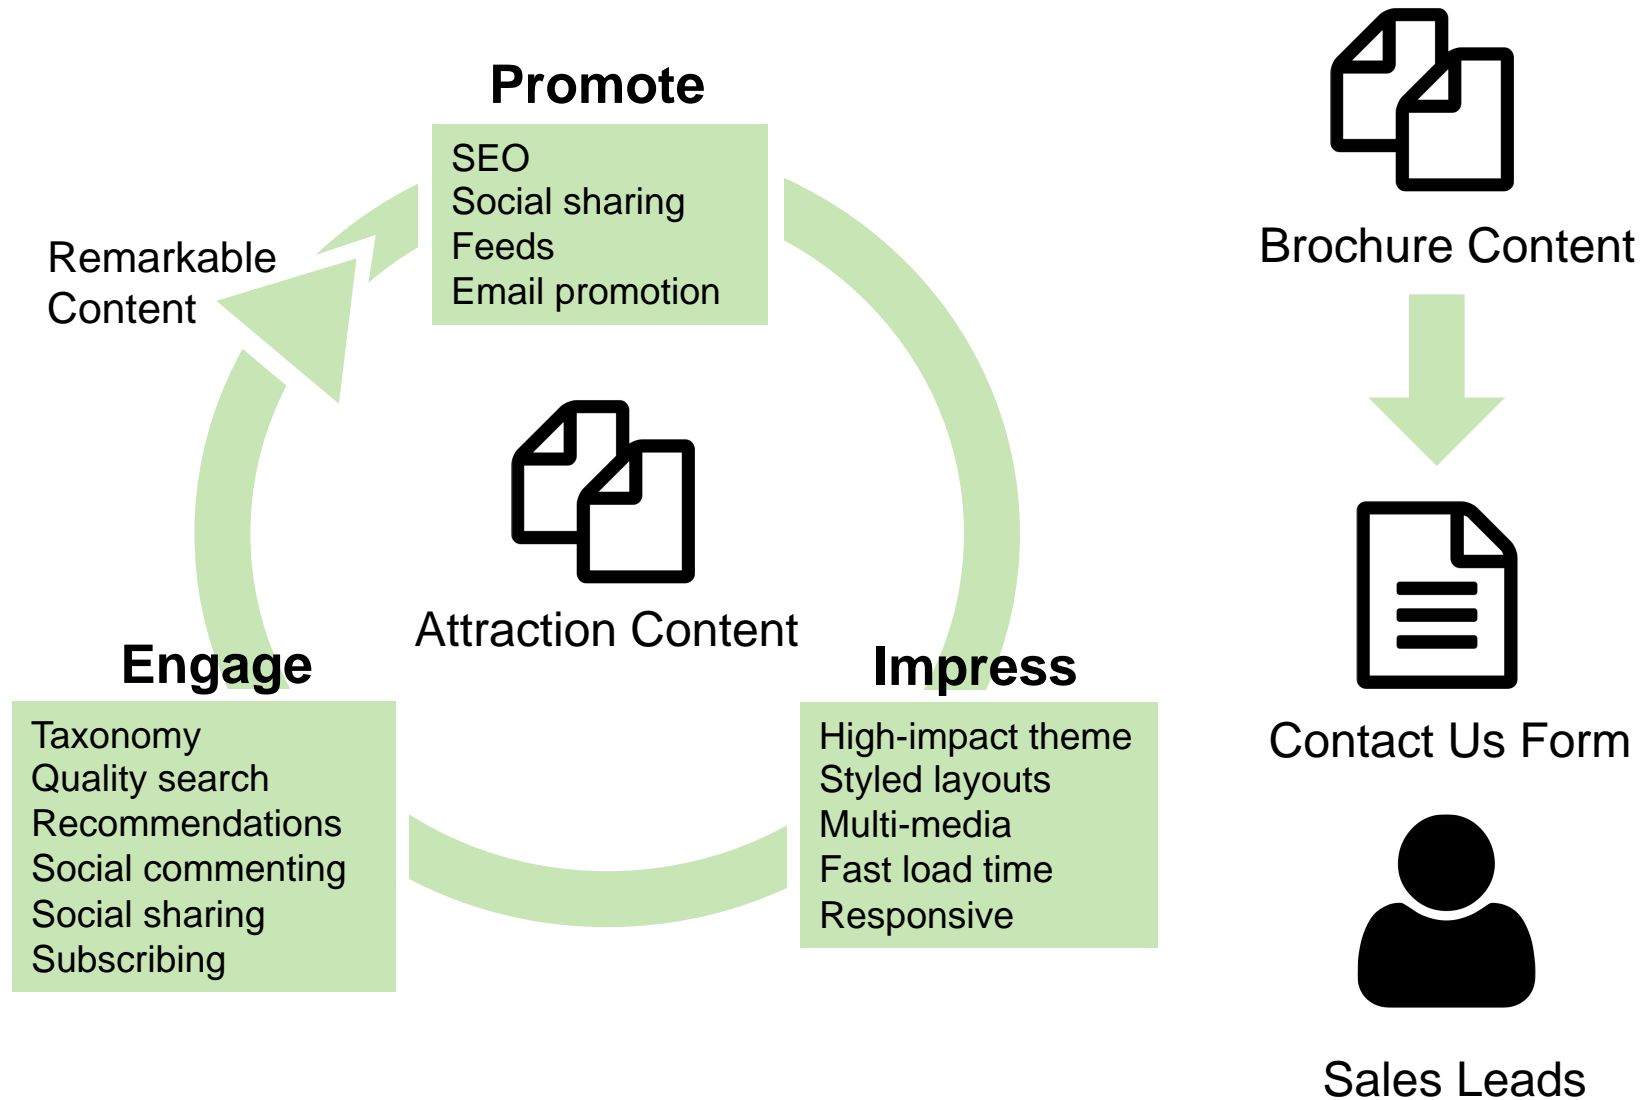 Promote
SEO
Social sharing
Feeds
Email promotion
Remarkable
Content
Attraction Content
Engage
Taxonomy
Quality search
Recommendations
Social commenting
Social sharing
Subscribing
Impress
High-impact theme
Styled layouts
Multi-media
Fast load time
Responsive
Brochure Content
Contact Us Form
Sales Leads